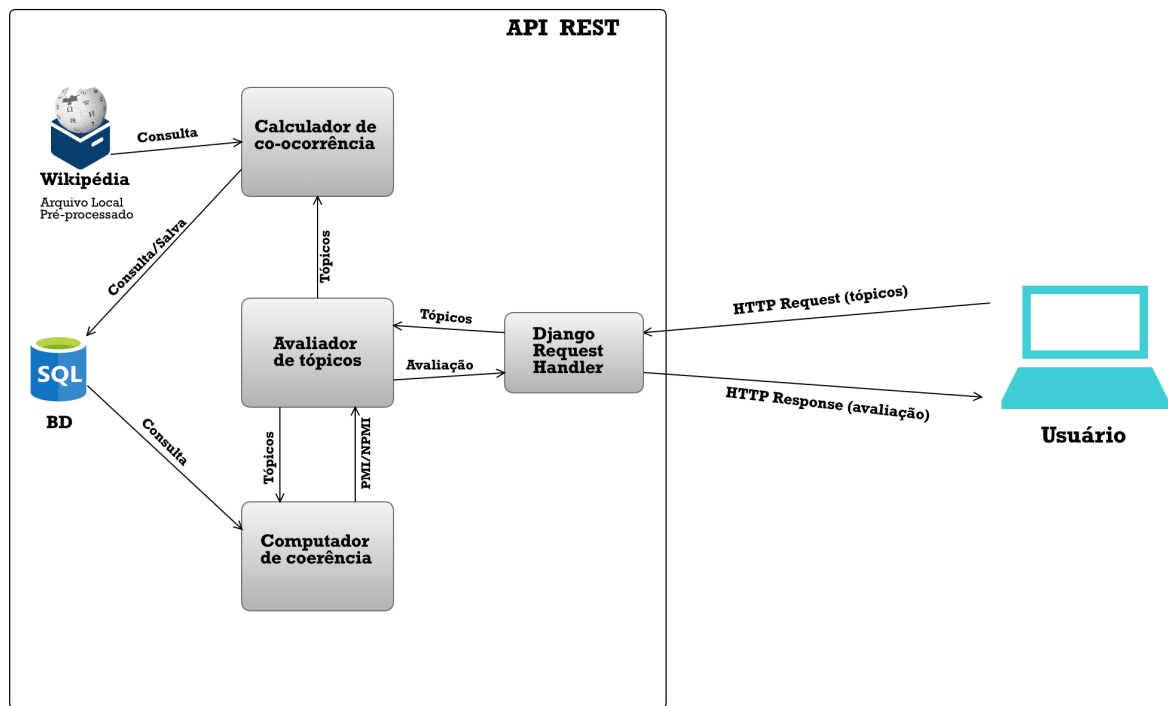 API REST
Consulta
Calculador de
co-ocorrência
Wikipédia
Arquivo Local
Pré-processado
Consulta/Salva
Tópicos
SQL
BD
Avaliador
de tópicos
Tópicos
Avaliação
Django
Request
Handler
HTTP Request (tópicos)
HTTP Response (avaliação)
Usuário
Consulta
Tópicos
PMI/NPMI
Computador
de coerência